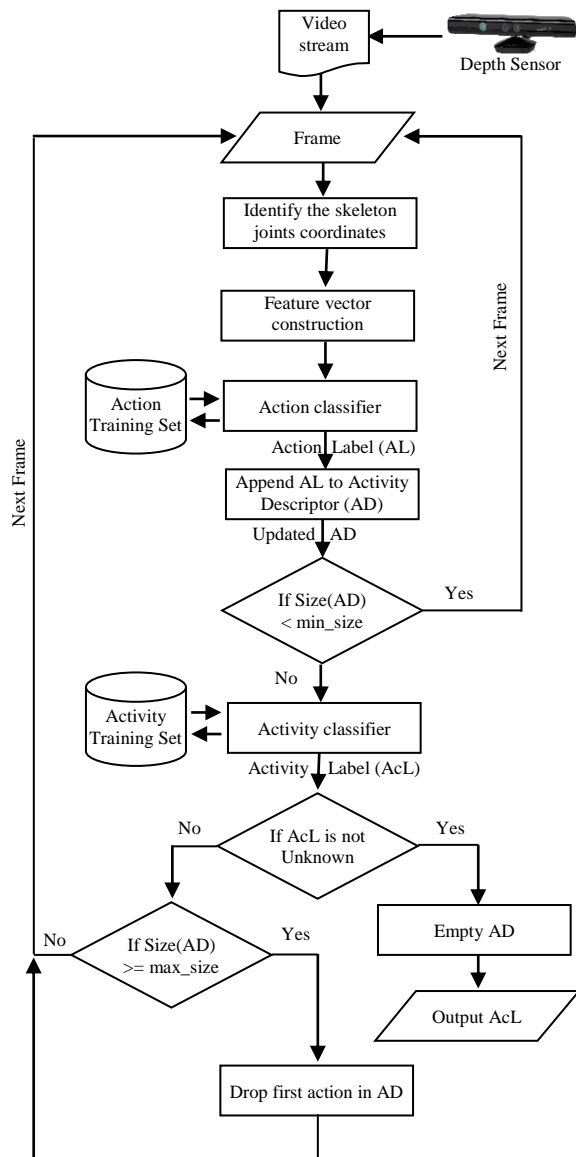 Video
stream
Depth Sensor
Frame
Identify the skeleton
joints coordinates
Feature vector
construction
Next Frame
Action
Training Set
Action classifier
Action Label (AL)
Append AL to Activity
Descriptor (AD)
Next Frame
Updated AD
If Size(AD)
< min_size
Yes
No
Activity
Training Set
Activity classifier
Activity Label (AcL)
No
If AcL is not
Unknown
Yes
No
If Size(AD)
>= max_size
Yes
Empty AD
Output AcL
Drop first action in AD